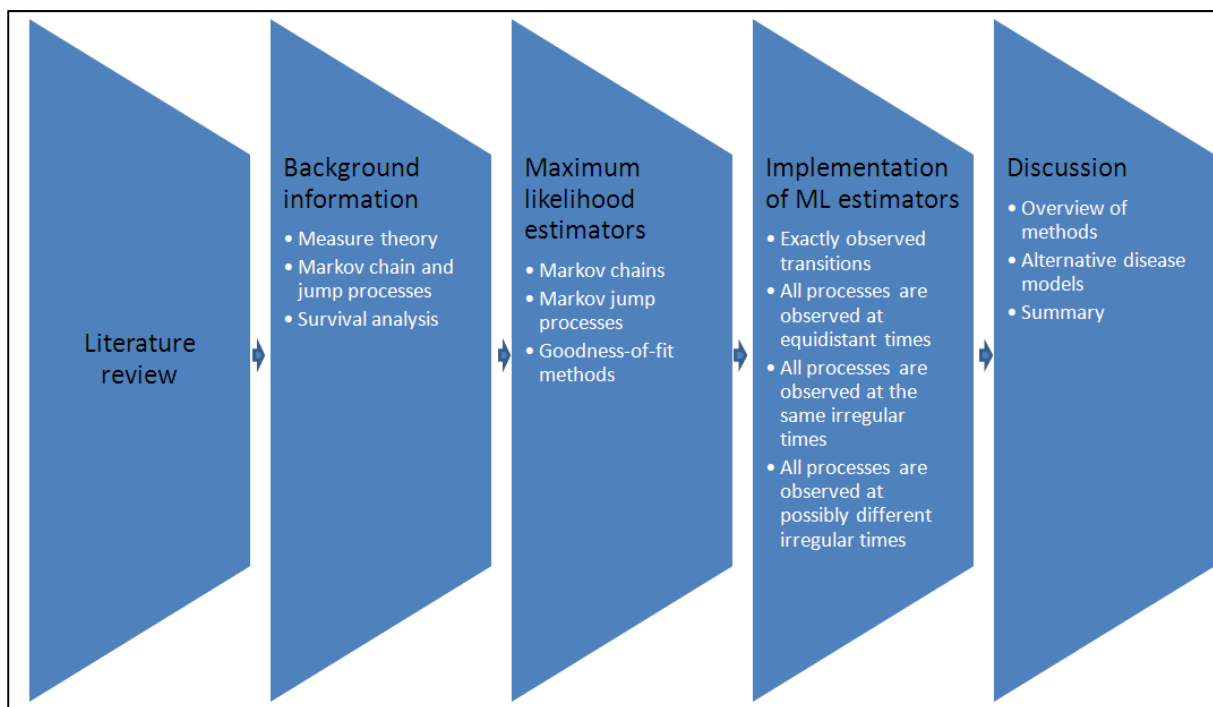 Literature
review
Background
information
• Measure theory
• Markov chain and
jump processes
• Survival analysis
Maximum
likelihood
estimators
• Markov chains
• Markov jump
processes
• Goodness-of-fit
methods
Implementation
of ML estimators
• Exactly observed
transitions
• All processes are
observed at
equidistant times
• All processes are
observed at the
same irregular
times
• All processes are
observed at
possibly different
irregular times
Discussion
• Overview of
methods
• Alternative disease
models
• Summary